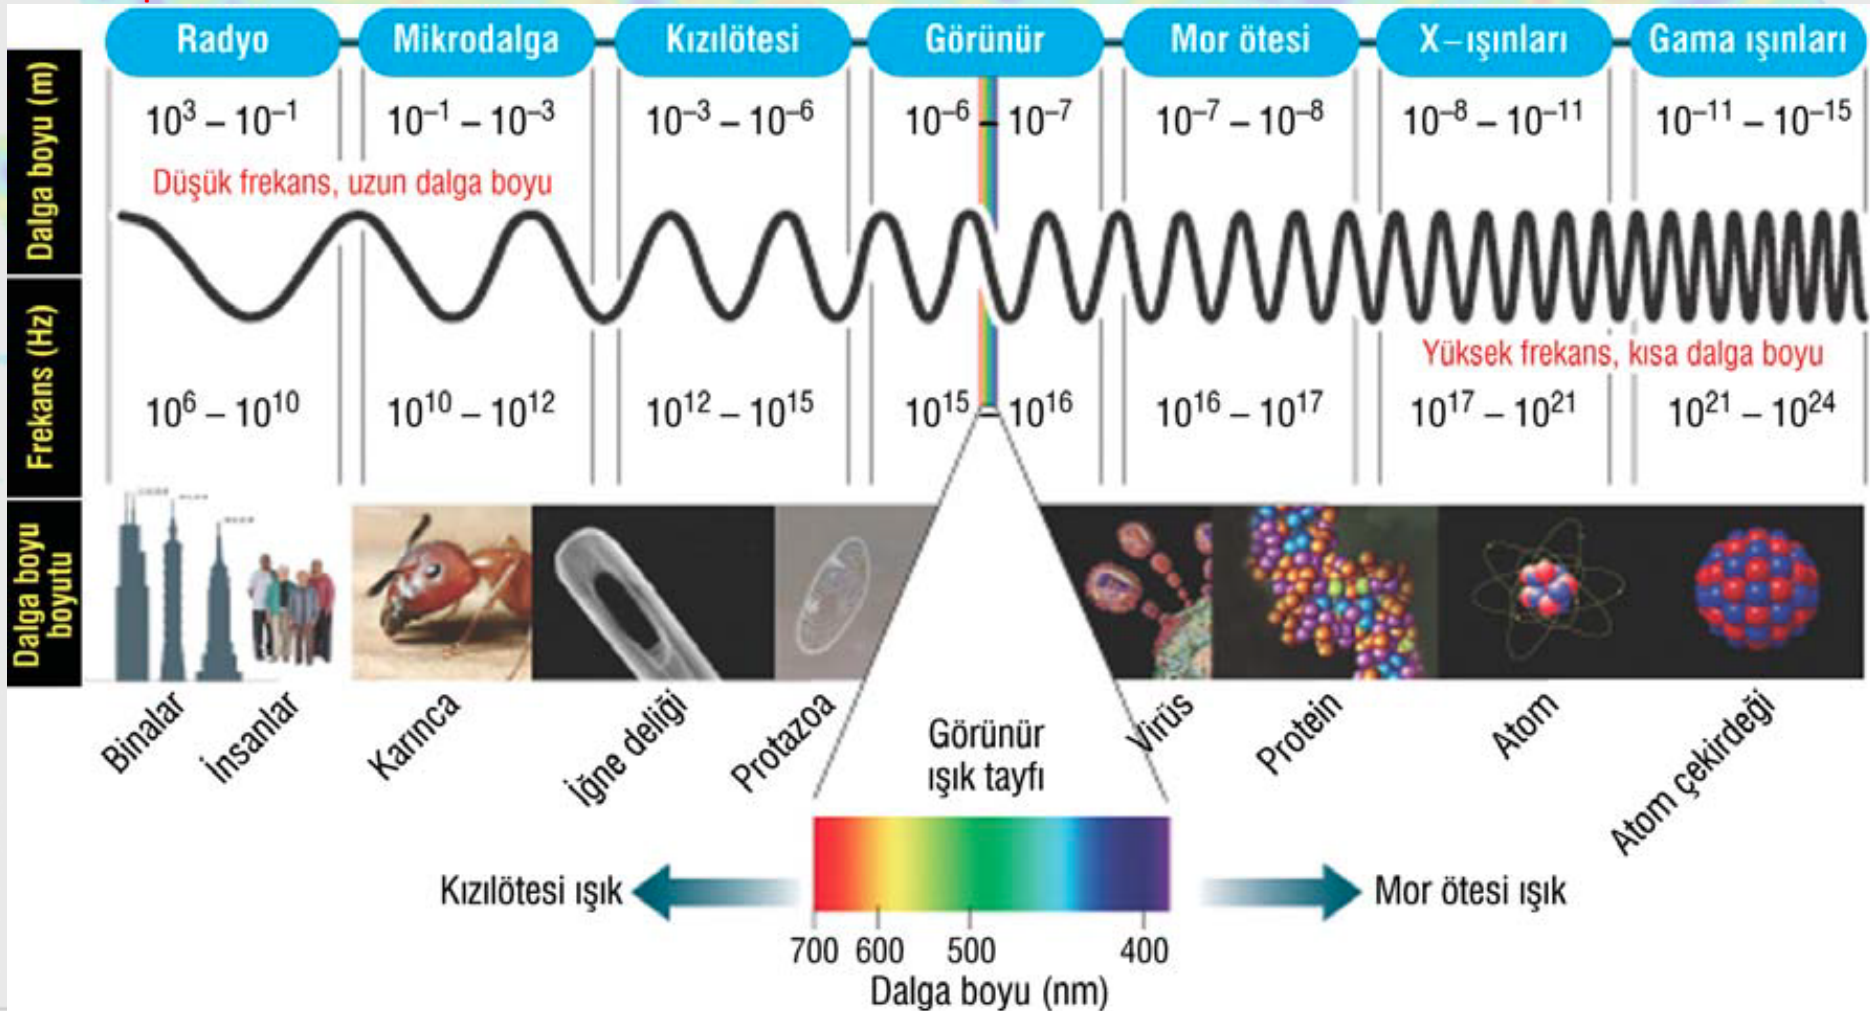 Radyo
Mikrodalga
Kızılötesi
Görünür
Mor ötesi
X–ışınları
Gama ışınları
Dalga boyu (m)
10³ – 10⁻¹
10⁻¹ – 10⁻³
10⁻³ – 10⁻⁶
10⁻⁶ – 10⁻⁷
10⁻⁷ – 10⁻⁸
10⁻⁸ – 10⁻¹¹
10⁻¹¹ – 10⁻¹⁵
Düşük frekans, uzun dalga boyu
Yüksek frekans, kısa dalga boyu
Frekans (Hz)
10⁶ – 10¹⁰
10¹⁰ – 10¹²
10¹² – 10¹⁵
10¹⁵ – 10¹⁶
10¹⁶ – 10¹⁷
10¹⁷ – 10²¹
10²¹ – 10²⁴
Dalga boyu
boyutu
Binalar
İnsanlar
Karınca
İğne deliği
Protazoa
Virüs
Protein
Atom
Atom çekirdeği
Görünür
ışık tayfı
Kızılötesi ışık
Mor ötesi ışık
700 600 500 400
Dalga boyu (nm)